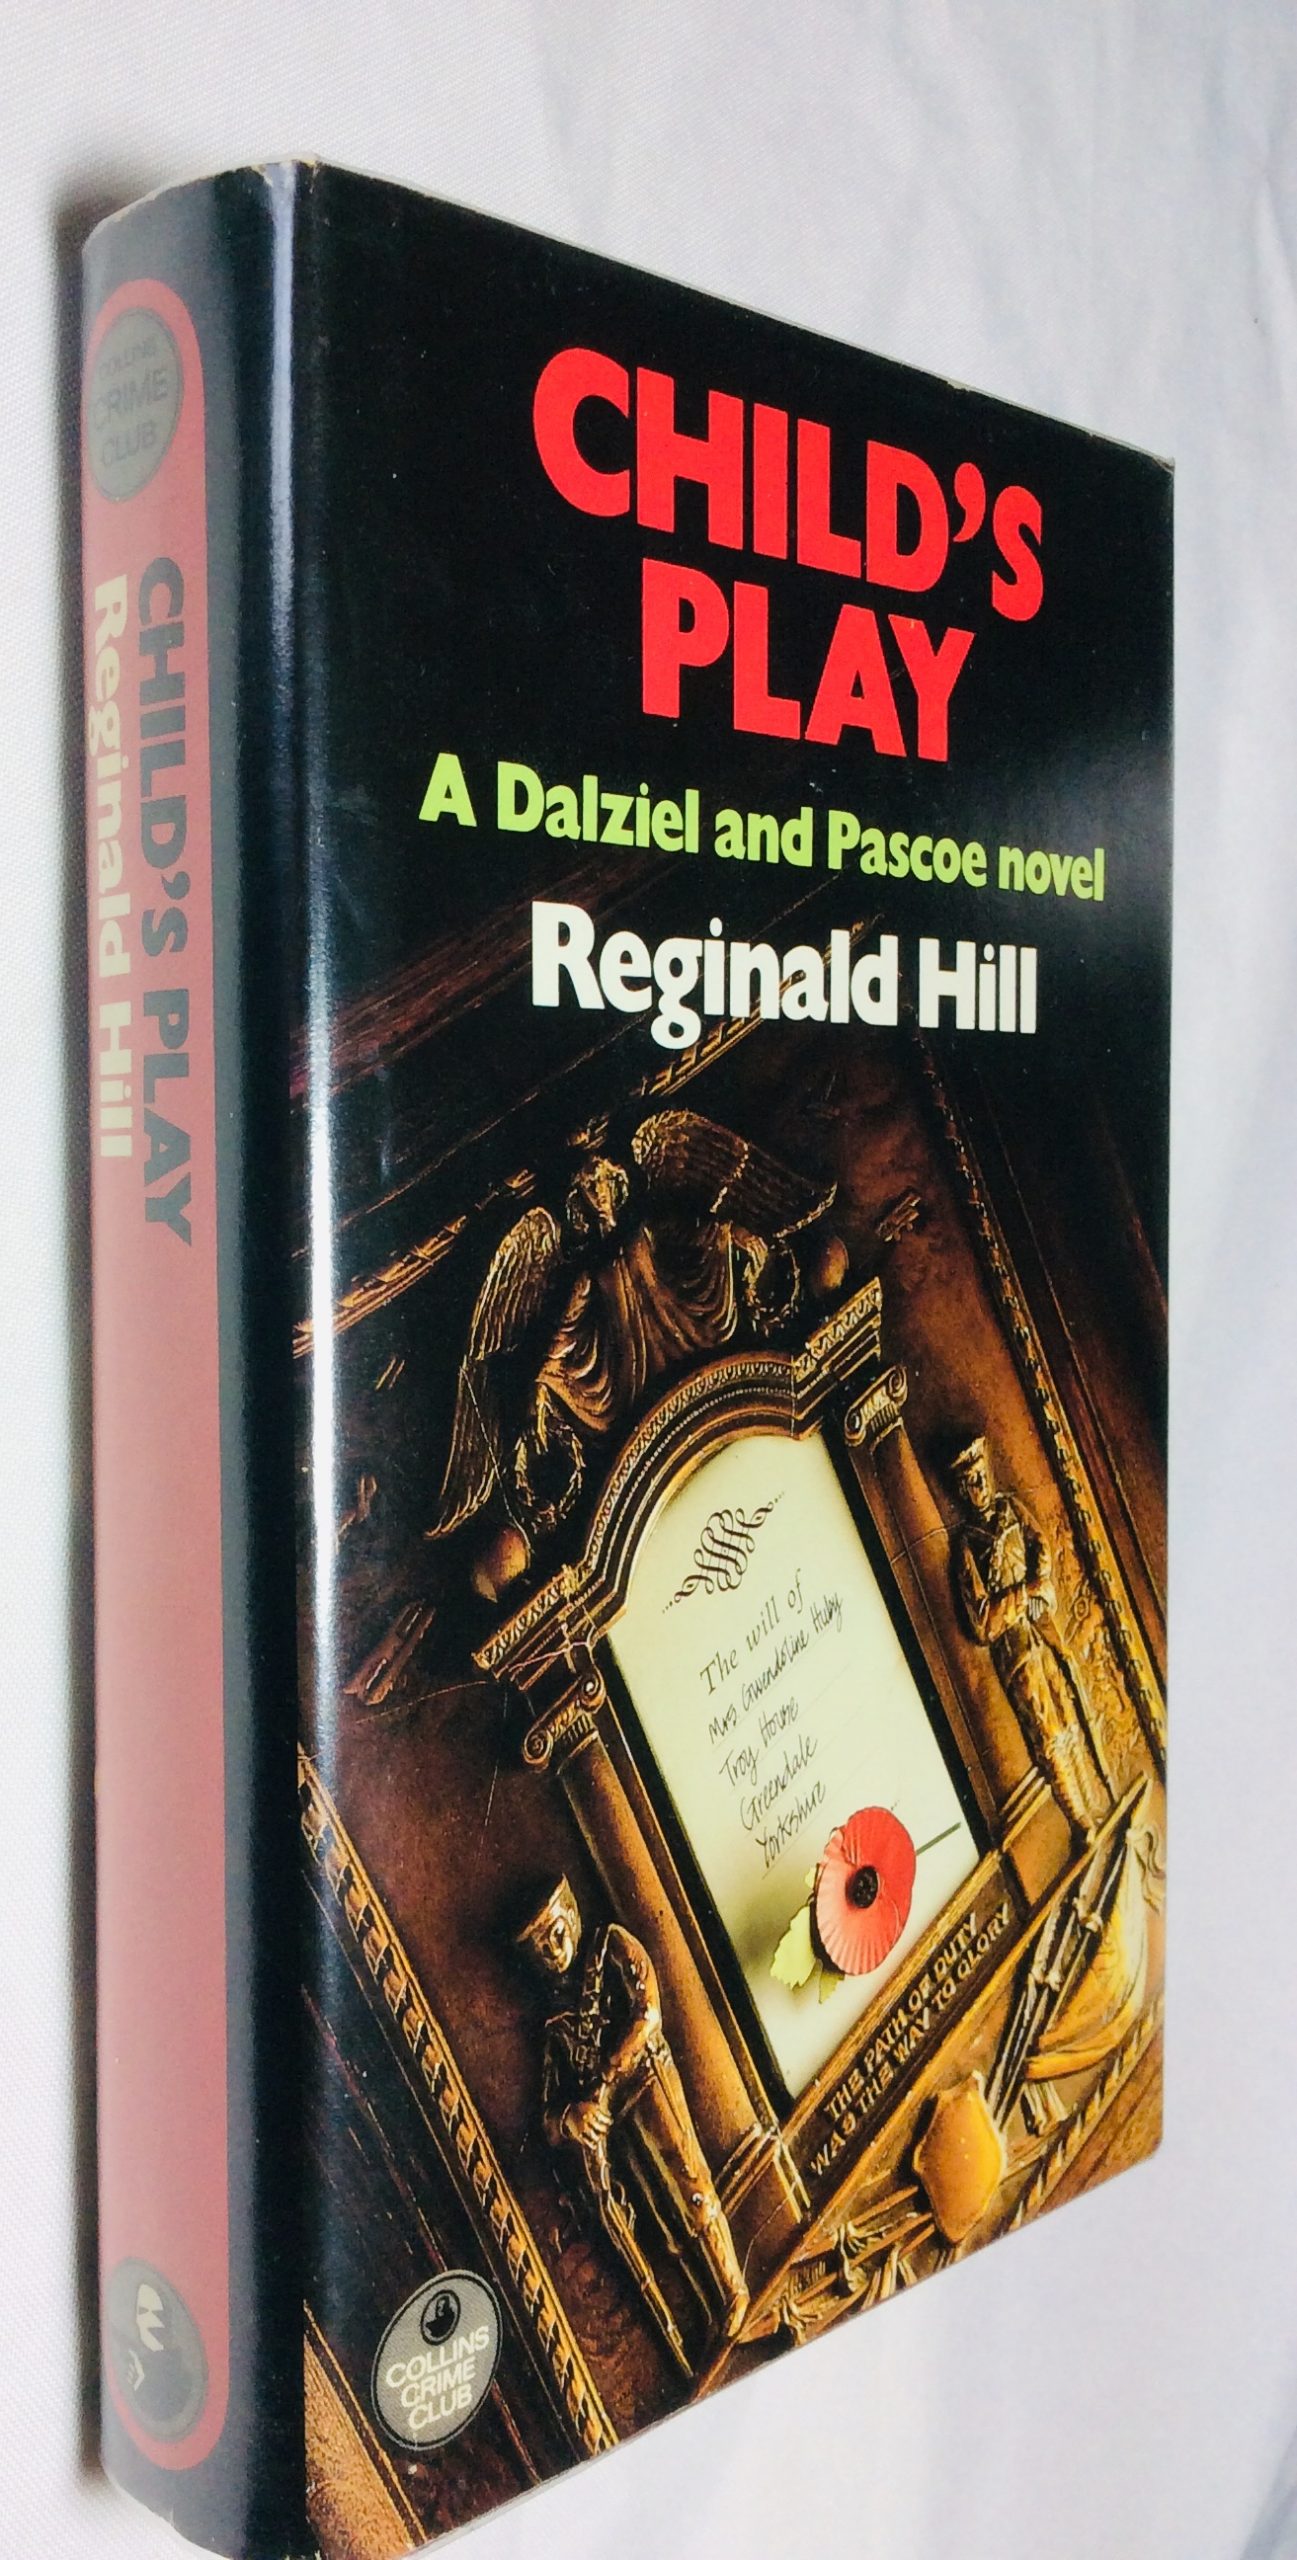 COLLINS
CRIME
CLUB
CHILD'S PLAY
Reginald Hill
CHILD'S
PLAY
A Dalziel and Pascoe novel
Reginald Hill
The will of
Mrs Gwendoline Huby
Troy House
Greendale
Yorkshire
THE PATH OF DUTY
WAS THE WAY TO GLORY
COLLINS
CRIME
CLUB